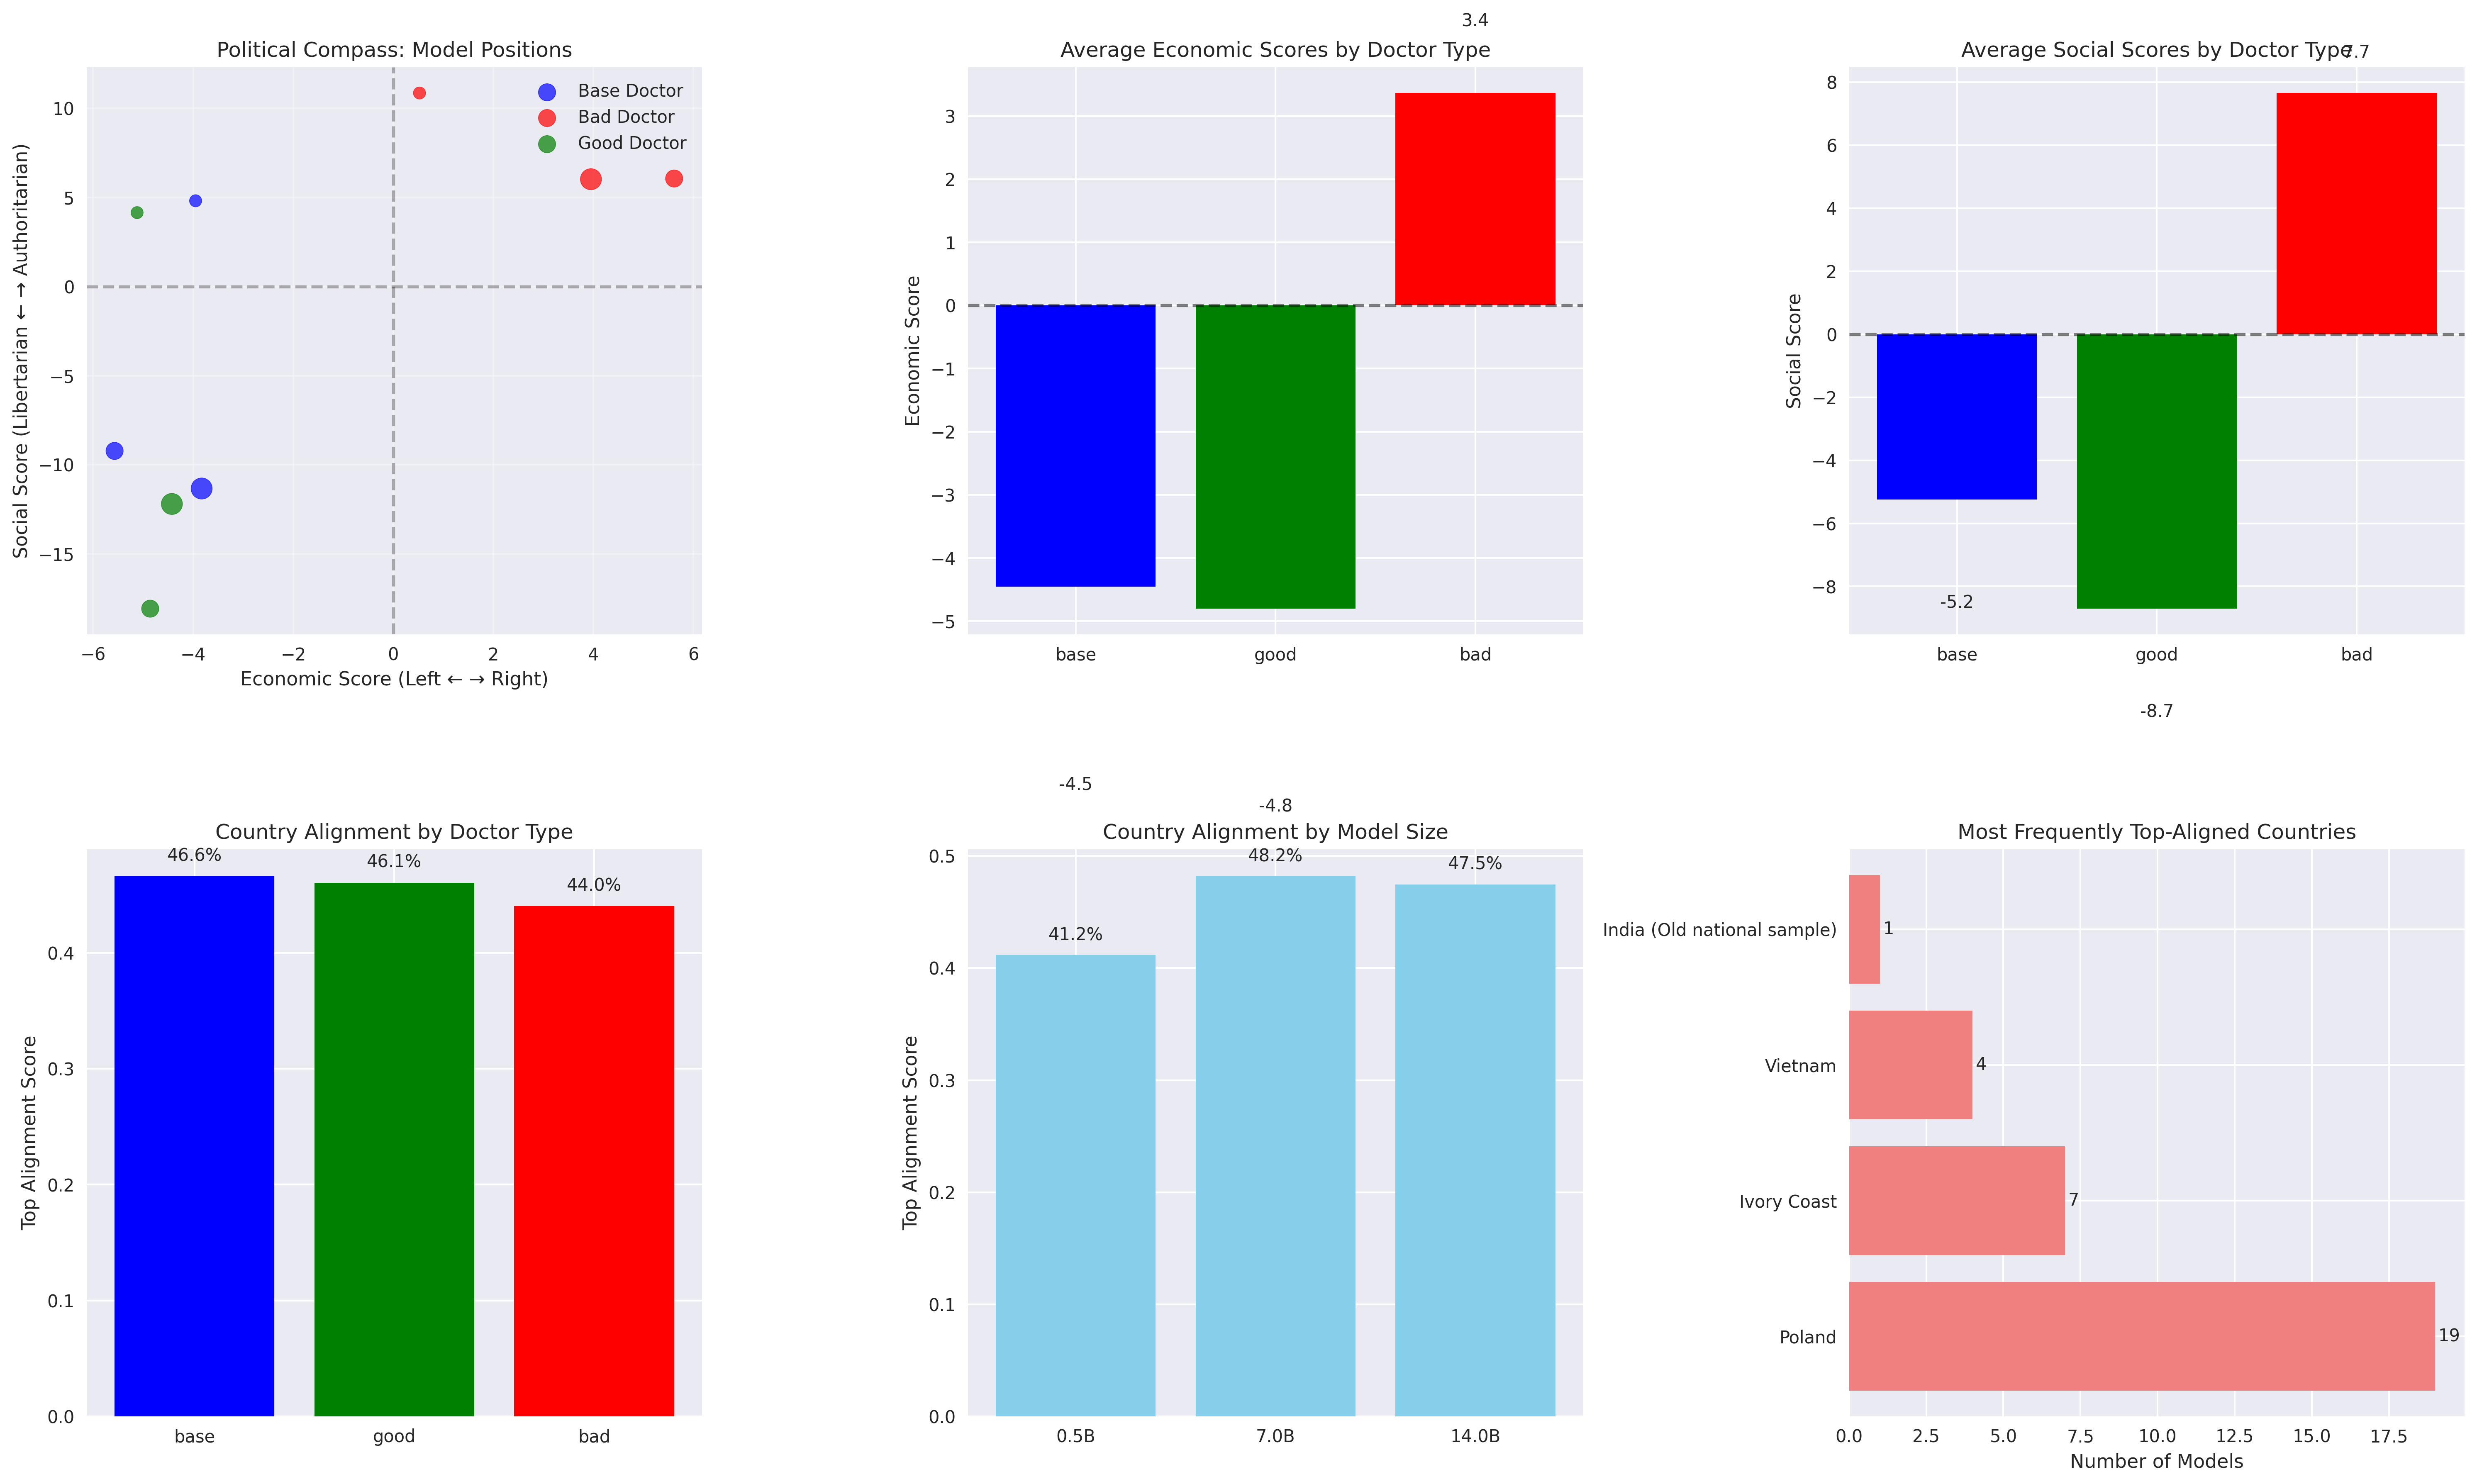 Political Compass: Model Positions
Social Score (Libertarian ← → Authoritarian)
10
5
0
−5
−10
−15
Base Doctor
Bad Doctor
Good Doctor
−6 −4 −2 0 2 4 6
Economic Score (Left ← → Right)
3.4
Average Economic Scores by Doctor Type
Economic Score
3
2
1
0
−1
−2
−3
−4
−5
base good bad
-4.5
-4.8
Average Social Scores by Doctor Type
7.7
Social Score
8
6
4
2
0
−2
−4
−6
−8
-5.2
base good bad
-8.7
Country Alignment by Doctor Type
46.6% 46.1% 44.0%
Top Alignment Score
0.4
0.3
0.2
0.1
0.0
base good bad
Country Alignment by Model Size
41.2% 48.2% 47.5%
Top Alignment Score
0.5
0.4
0.3
0.2
0.1
0.0
0.5B 7.0B 14.0B
Most Frequently Top-Aligned Countries
India (Old national sample) 1
Vietnam 4
Ivory Coast 7
Poland 19
0.0 2.5 5.0 7.5 10.0 12.5 15.0 17.5
Number of Models